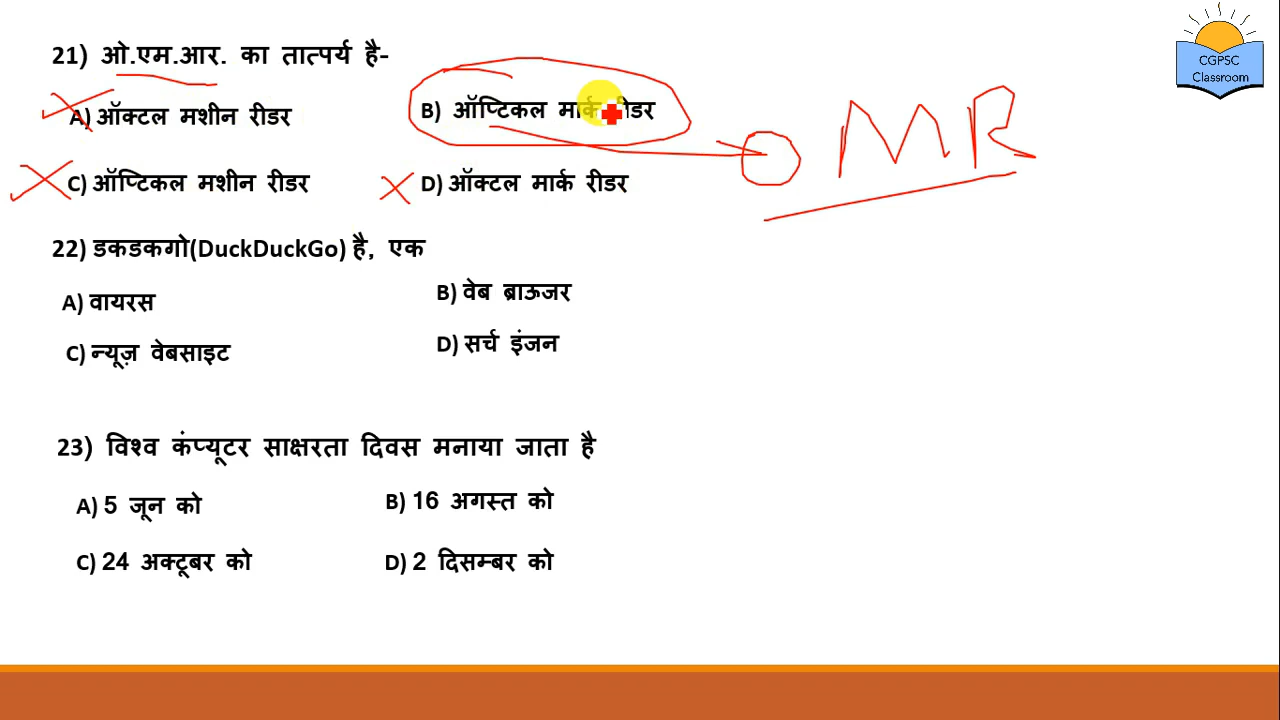 CGPSC
Classroom
21) ओ.एम.आर. का तात्पर्य है-
A) ऑक्टल मशीन रीडर
B) ऑप्टिकल मार्क रीडर
C) ऑप्टिकल मशीन रीडर
D) ऑक्टल मार्क रीडर
OMR
22) डकडकगो(DuckDuckGo) है, एक
A) वायरस
B) वेब ब्राऊजर
C) न्यूज़ वेबसाइट
D) सर्च इंजन
23) विश्व कंप्यूटर साक्षरता दिवस मनाया जाता है
A) 5 जून को
B) 16 अगस्त को
C) 24 अक्टूबर को
D) 2 दिसम्बर को